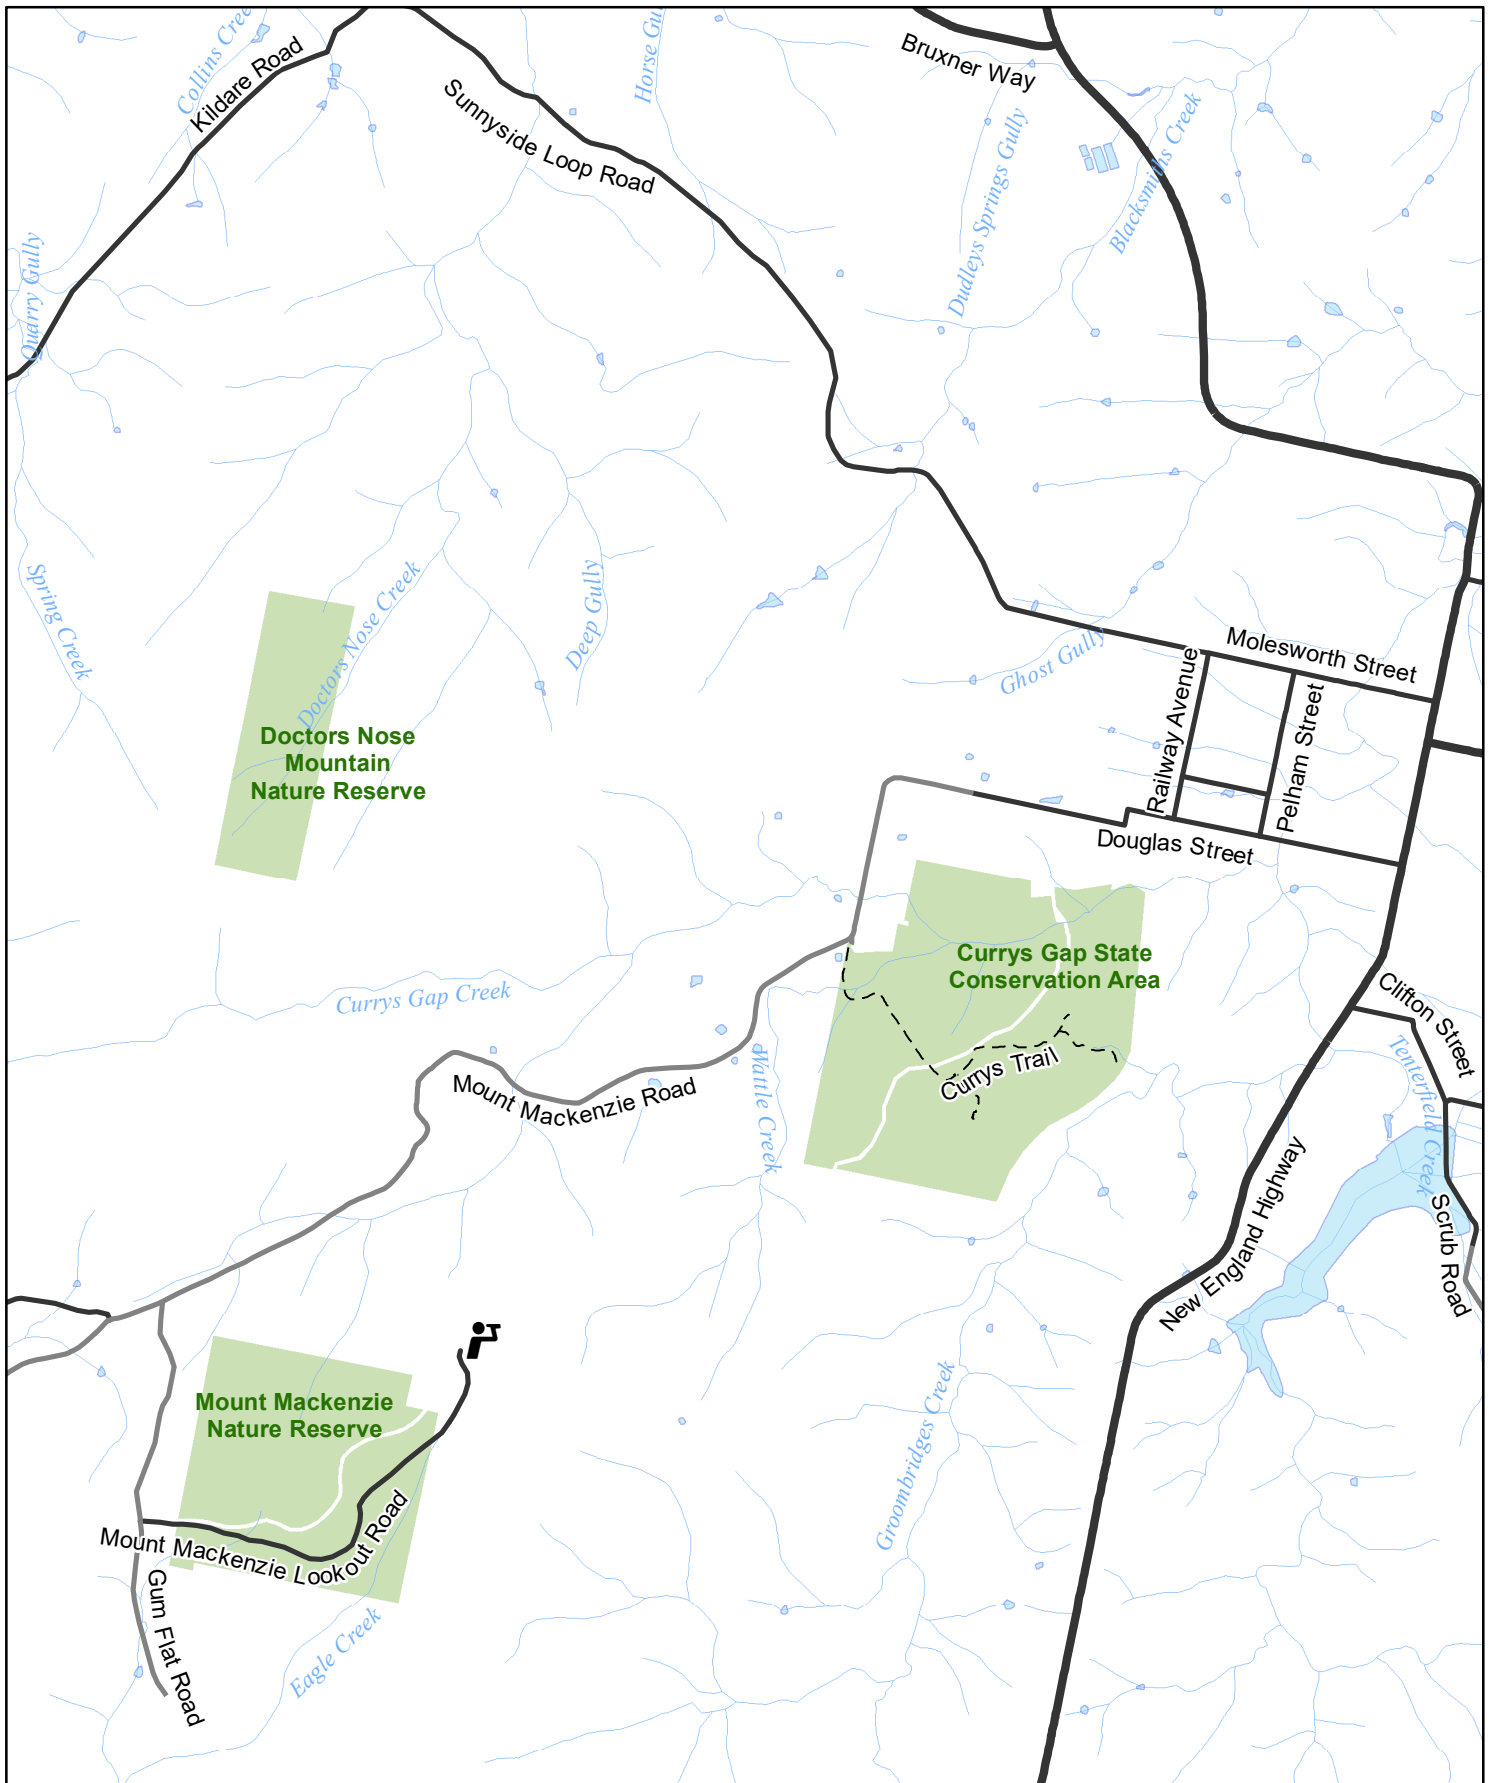 Collins Cree
Kildare Road
Horse Gu
Bruxner Way
Sunnyside Loop Road
Blacksmiths Creek
Dudleys Springs Gully
Quarry Gully
Spring Creek
Doctors Nose Creek
Deep Gully
Ghost Gully
Molesworth Street
Railway Avenue
Pelham Street
Doctors Nose
Mountain
Nature Reserve
Douglas Street
Currys Gap State
Conservation Area
Currys Gap Creek
Clifton Street
Mount Mackenzie Road
Wattle Creek
Currys Trail
Tenterfield Creek
New England Highway
Scrub Road
Mount Mackenzie
Nature Reserve
Groombridges Creek
Mount Mackenzie Lookout Road
Gum Flat Road
Eagle Creek